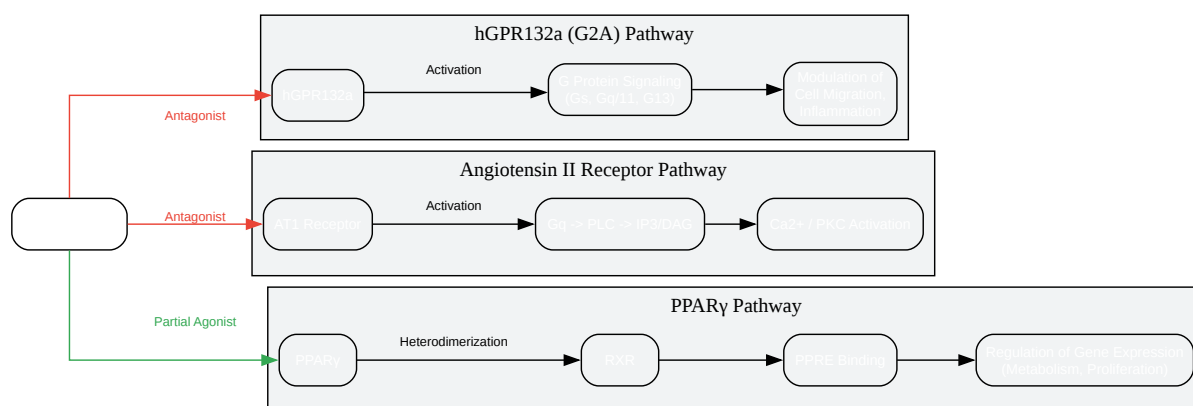 hGPR132a (G2A) Pathway
hGPR132a
Activation
G Protein Signaling
(Gs, Gq/11, G13)
Modulation of
Cell Migration,
Inflammation
Antagonist
Angiotensin II Receptor Pathway
AT1 Receptor
Activation
Gq -> PLC -> IP3/DAG
Ca2+ / PKC Activation
Antagonist
PPARγ Pathway
PPARγ
Heterodimerization
RXR
PPRE Binding
Regulation of Gene Expression
(Metabolism, Proliferation)
Partial Agonist